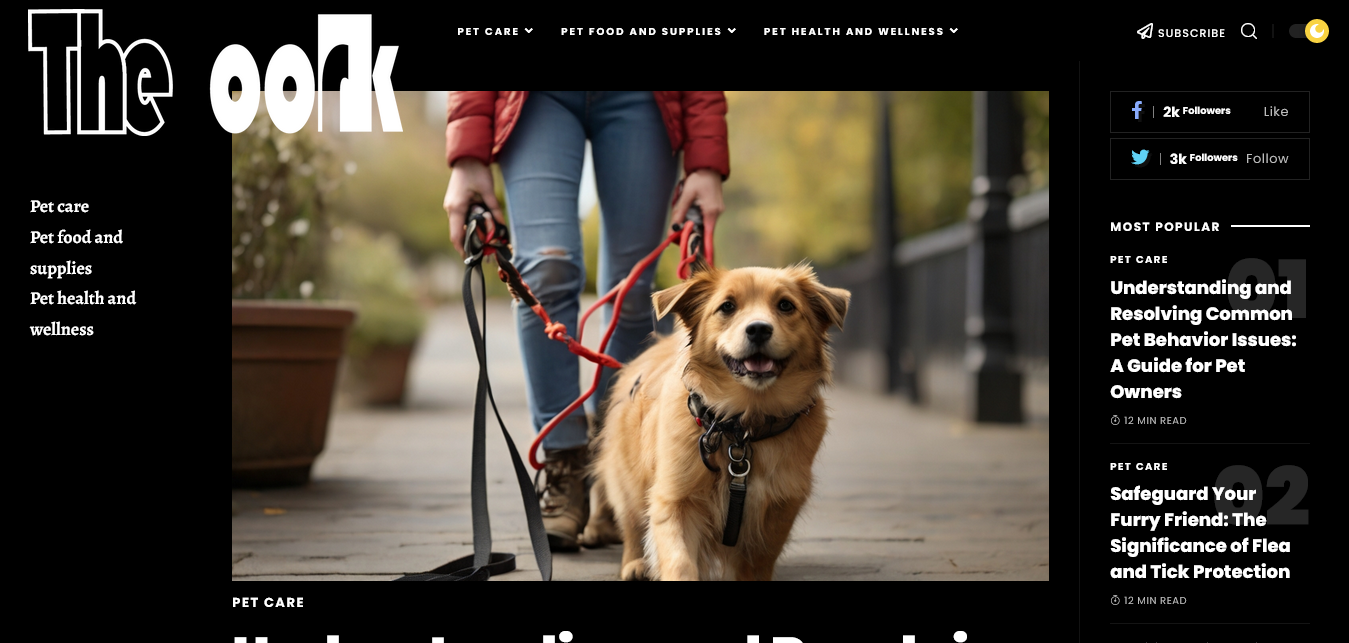 The oork
PET CARE PET FOOD AND SUPPLIES PET HEALTH AND WELLNESS
SUBSCRIBE
2k Followers Like
3k Followers Follow
Pet care
Pet food and
supplies
Pet health and
wellness
MOST POPULAR
01
PET CARE
Understanding and
Resolving Common
Pet Behavior Issues:
A Guide for Pet
Owners
12 MIN READ
02
PET CARE
Safeguard Your
Furry Friend: The
Significance of Flea
and Tick Protection
12 MIN READ
PET CARE